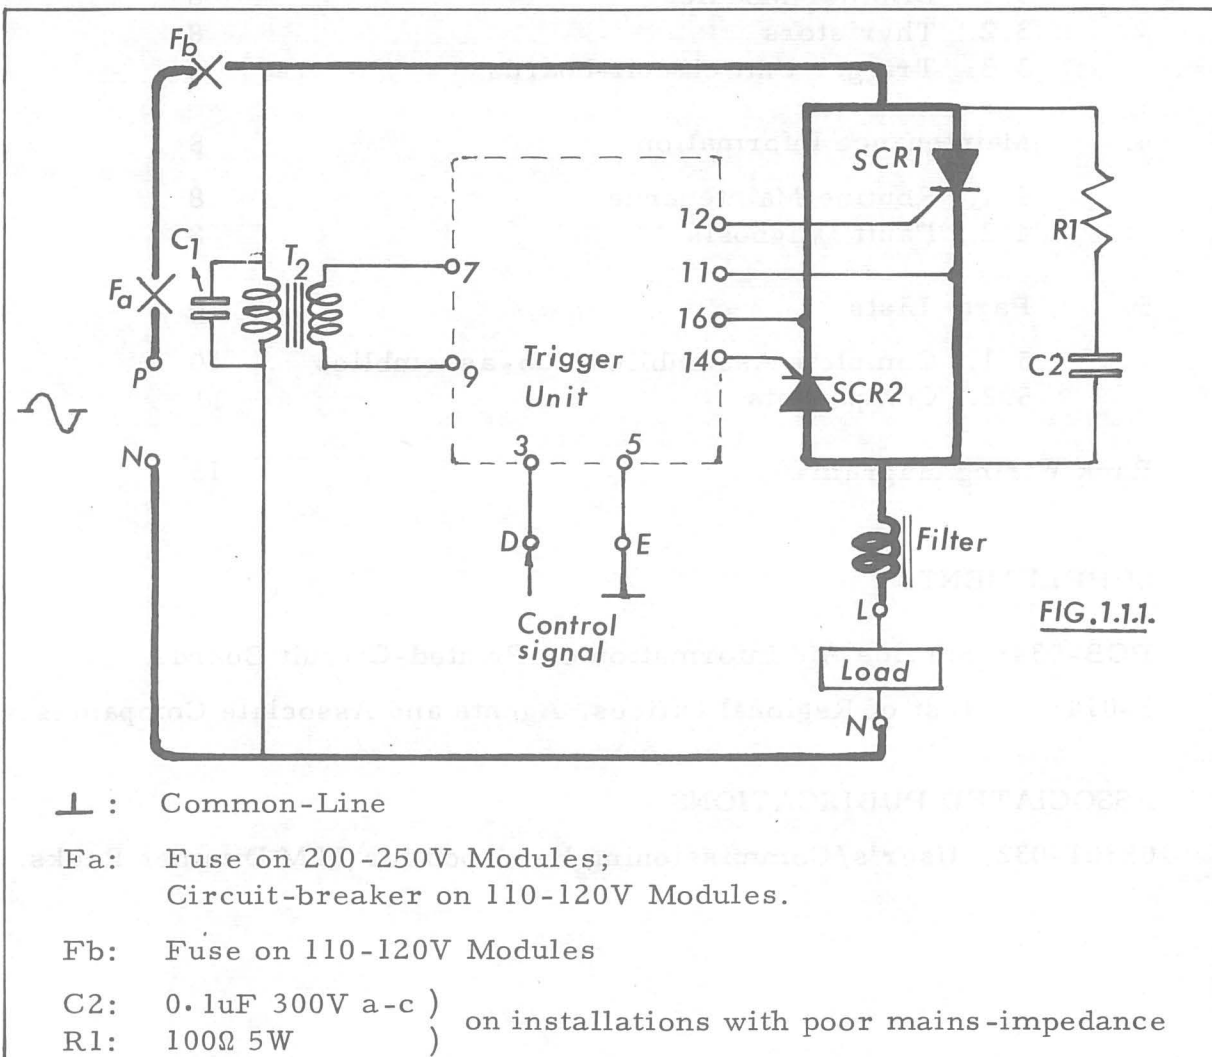 Fb
SCR1
12
R1
C1
T2
7
11
Fa
16
14
C2
P
9
Trigger
Unit
SCR2
3
5
N
D
E
Filter
L
FIG.1.1.1.
Control
signal
Load
N
⊥ : Common-Line
Fa: Fuse on 200-250V Modules;
Circuit-breaker on 110-120V Modules.
Fb: Fuse on 110-120V Modules
C2: 0.1uF 300V a-c )
on installations with poor mains-impedance
R1: 100Ω 5W )